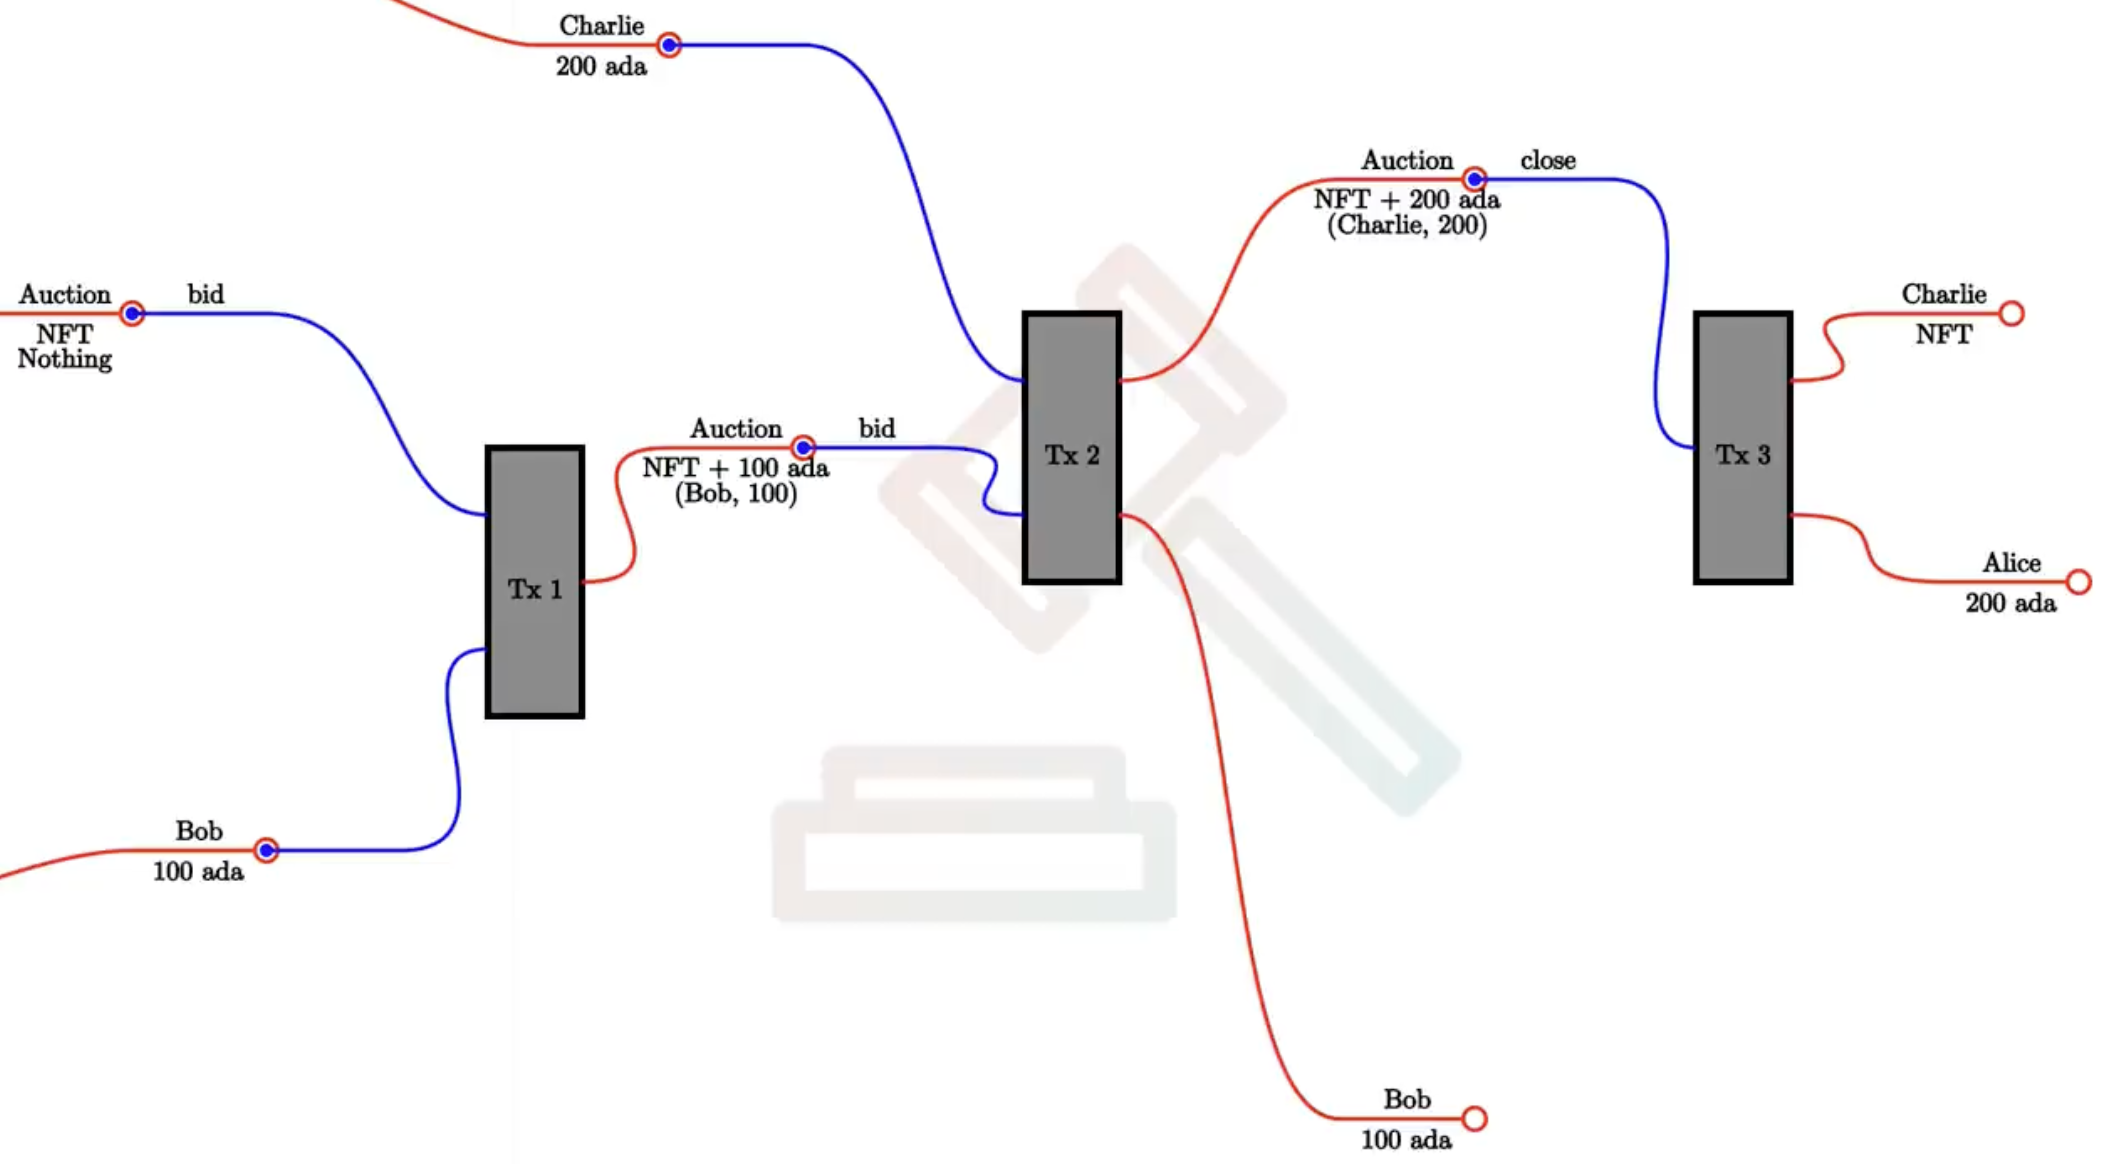 Charlie
200 ada
Auction close
NFT + 200 ada
(Charlie, 200)
Auction bid
NFT
Nothing
Charlie
NFT
Auction bid
NFT + 100 ada
(Bob, 100)
Tx 2
Tx 3
Tx 1
Alice
200 ada
Bob
100 ada
Bob
100 ada